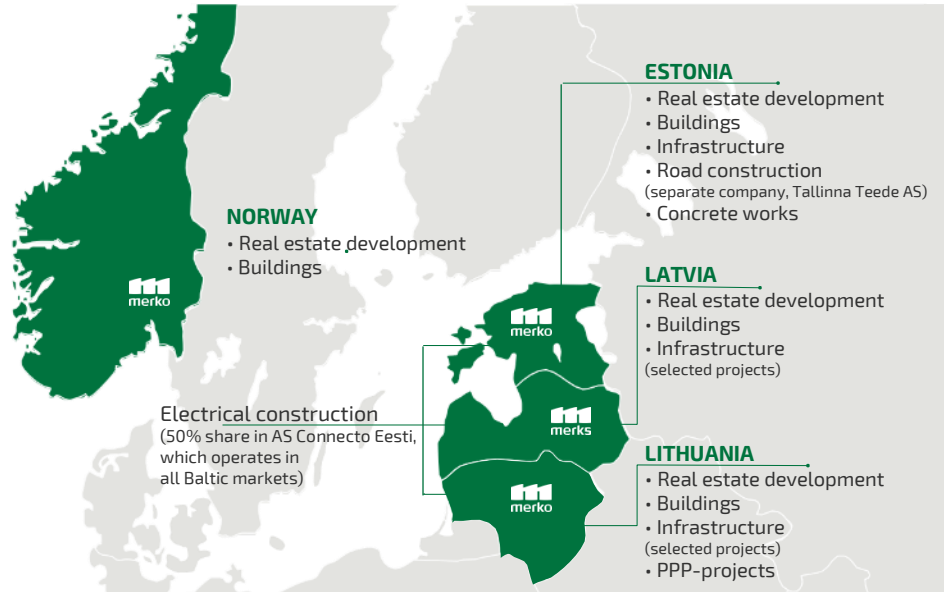 ESTONIA
• Real estate development
• Buildings
• Infrastructure
• Road construction
(separate company, Tallinna Teede AS)
• Concrete works
NORWAY
• Real estate development
• Buildings
merko
LATVIA
• Real estate development
• Buildings
• Infrastructure
(selected projects)
merko
Electrical construction
(50% share in AS Connecto Eesti,
which operates in
all Baltic markets)
merks
LITHUANIA
• Real estate development
• Buildings
• Infrastructure
(selected projects)
• PPP-projects
merko